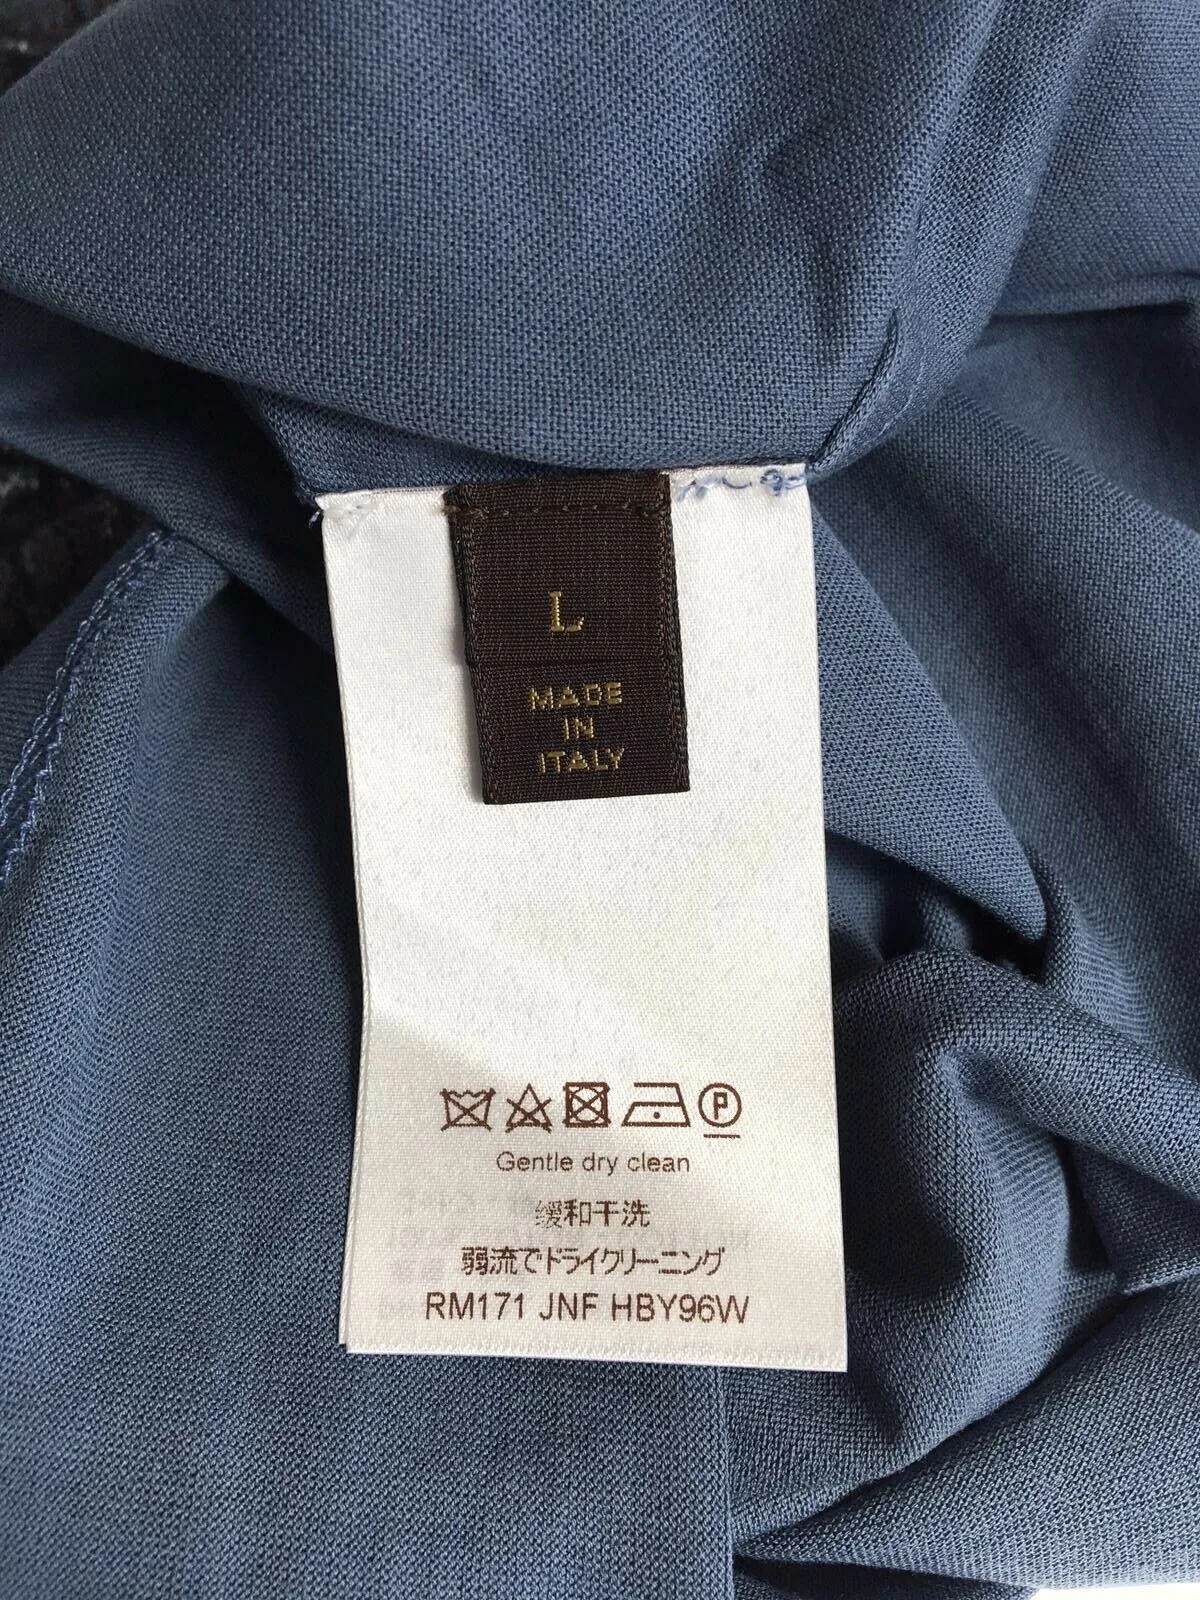 L
MADE
IN
ITALY
P
Gentle dry clean
缓和干洗
弱流でドライクリーニング
RM171 JNF HBY96W